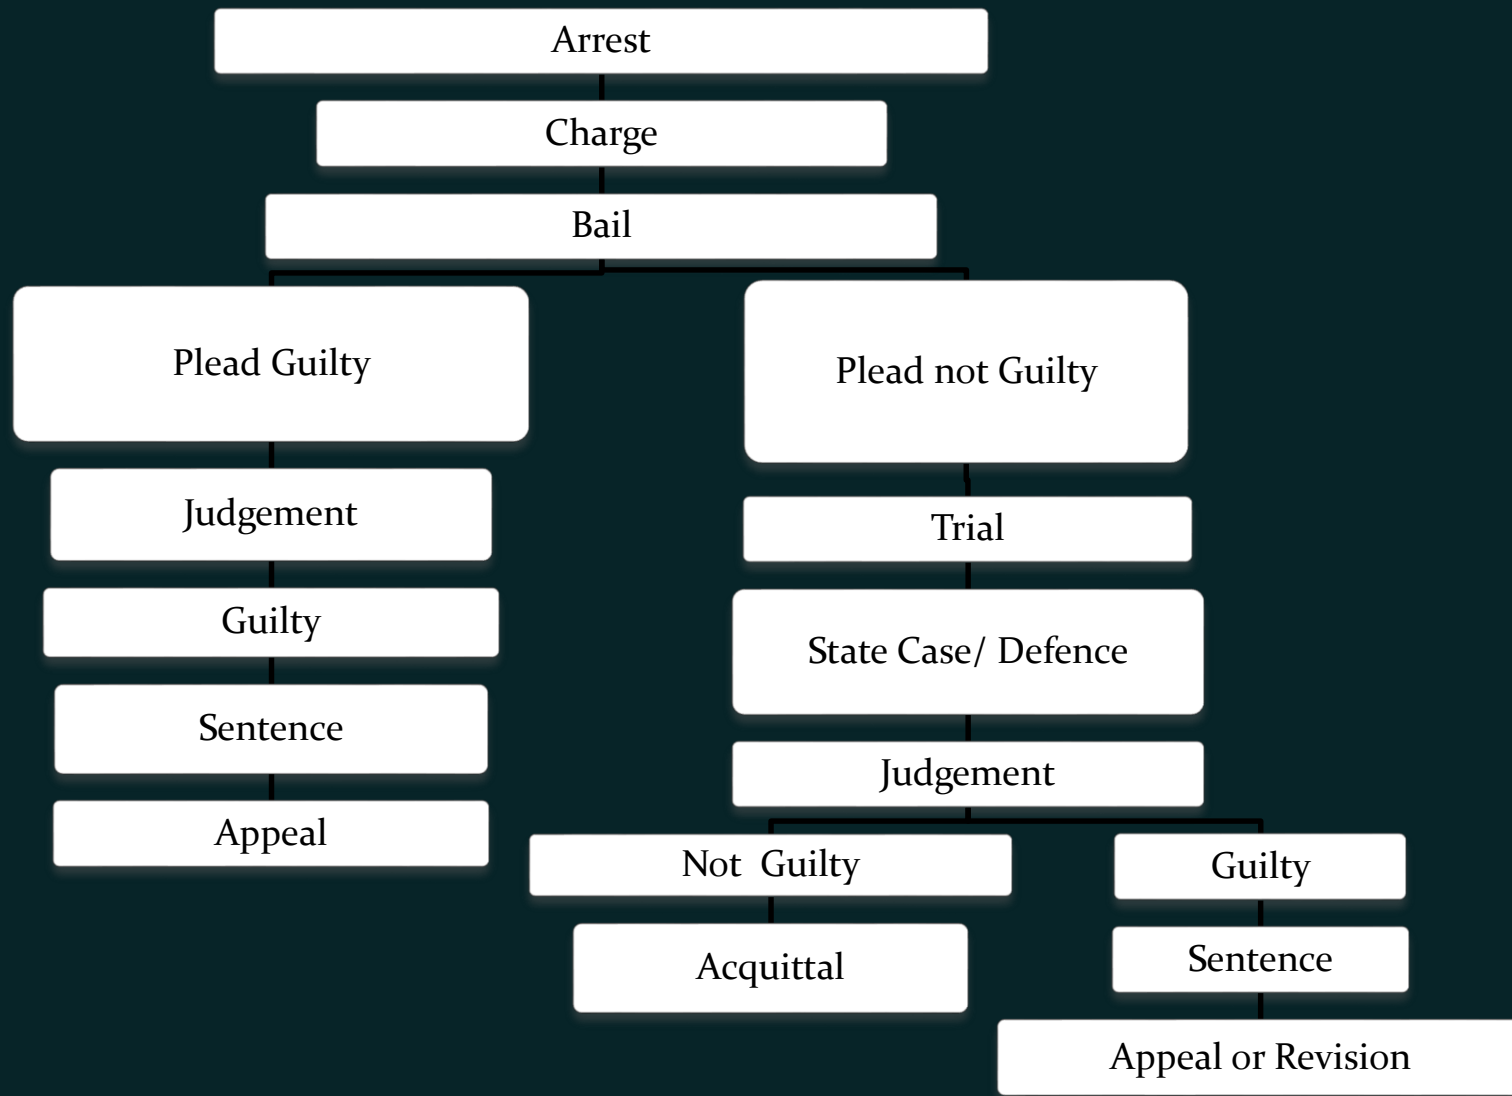 Arrest
Charge
Bail
Plead Guilty
Judgement
Guilty
Sentence
Appeal
Plead not Guilty
Trial
State Case/ Defence
Judgement
Not  Guilty
Acquittal
Guilty
Sentence
Appeal or Revision